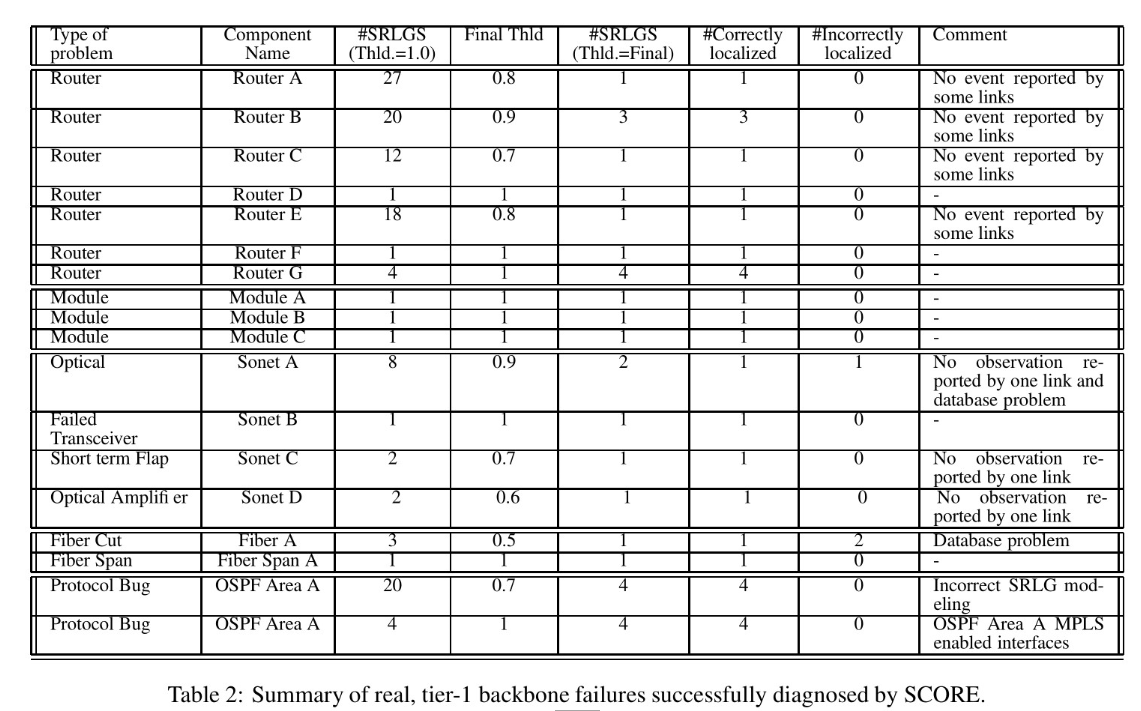 Type of problem | Component Name | #SRLGS (Thld.=1.0) | Final Thld | #SRLGS (Thld.=Final) | #Correctly localized | #Incorrectly localized | Comment
Router | Router A | 27 | 0.8 | 1 | 1 | 0 | No event reported by some links
Router | Router B | 20 | 0.9 | 3 | 3 | 0 | No event reported by some links
Router | Router C | 12 | 0.7 | 1 | 1 | 0 | No event reported by some links
Router | Router D | 1 | 1 | 1 | 1 | 0 | -
Router | Router E | 18 | 0.8 | 1 | 1 | 0 | No event reported by some links
Router | Router F | 1 | 1 | 1 | 1 | 0 | -
Router | Router G | 4 | 1 | 4 | 4 | 0 | -
Module | Module A | 1 | 1 | 1 | 1 | 0 | -
Module | Module B | 1 | 1 | 1 | 1 | 0 | -
Module | Module C | 1 | 1 | 1 | 1 | 0 | -
Optical | Sonet A | 8 | 0.9 | 2 | 1 | 1 | No observation re-ported by one link and database problem
Failed Transceiver | Sonet B | 1 | 1 | 1 | 1 | 0 | -
Short term Flap | Sonet C | 2 | 0.7 | 1 | 1 | 0 | No observation re-ported by one link
Optical Amplifi er | Sonet D | 2 | 0.6 | 1 | 1 | 0 | No observation re-ported by one link
Fiber Cut | Fiber A | 3 | 0.5 | 1 | 1 | 2 | Database problem
Fiber Span | Fiber Span A | 1 | 1 | 1 | 1 | 0 | -
Protocol Bug | OSPF Area A | 20 | 0.7 | 4 | 4 | 0 | Incorrect SRLG mod-eling
Protocol Bug | OSPF Area A | 4 | 1 | 4 | 4 | 0 | OSPF Area A MPLS enabled interfaces
Table 2: Summary of real, tier-1 backbone failures successfully diagnosed by SCORE.